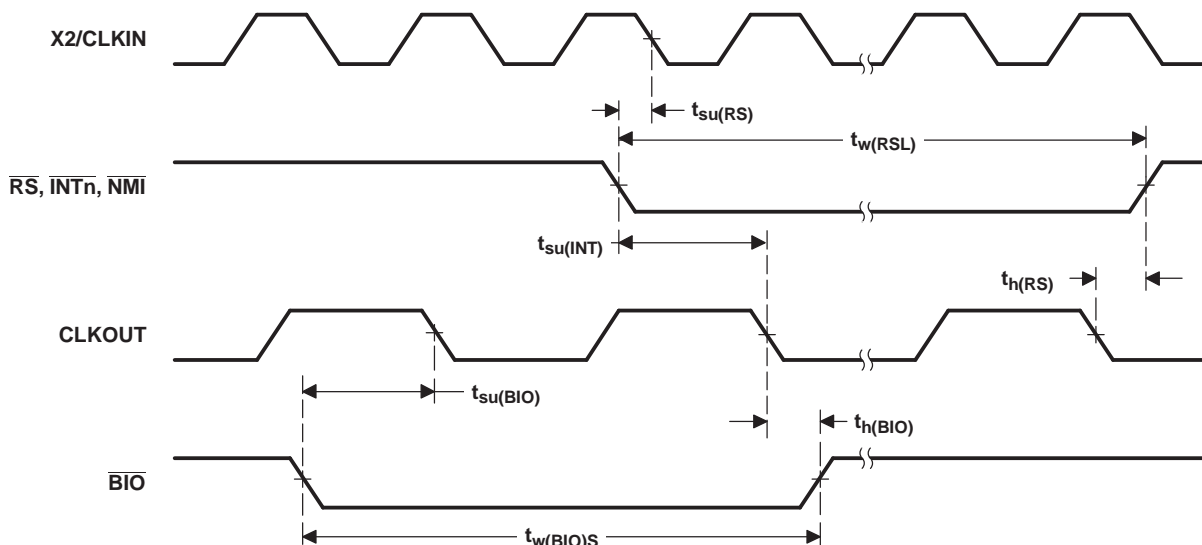 X2/CLKIN
tsu(RS)
tw(RSL)
RS, INTn, NMI
tsu(INT)
th(RS)
CLKOUT
tsu(BIO)
th(BIO)
BIO
tw(BIO)S